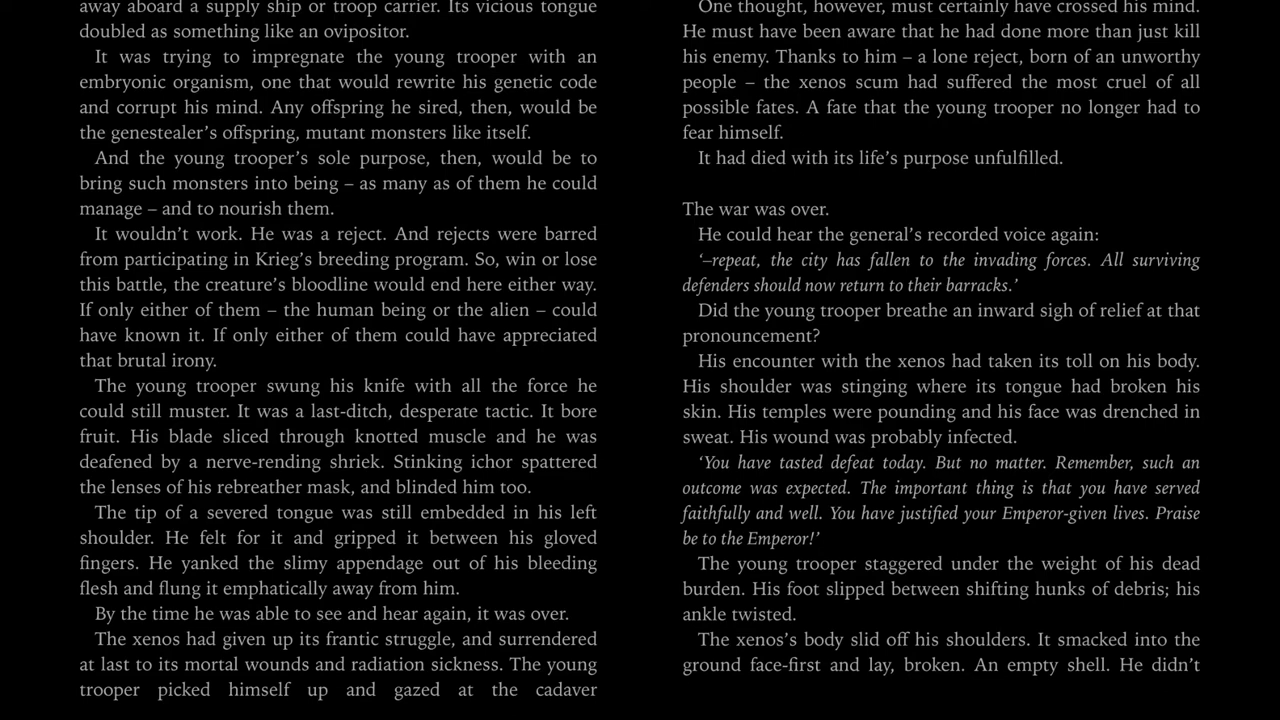 away aboard a supply ship or troop carrier. Its vicious tongue
doubled as something like an ovipositor.
It was trying to impregnate the young trooper with an
embryonic organism, one that would rewrite his genetic code
and corrupt his mind. Any offspring he sired, then, would be
the genestealer’s offspring, mutant monsters like itself.
And the young trooper’s sole purpose, then, would be to
bring such monsters into being – as many as of them he could
manage – and to nourish them.
It wouldn’t work. He was a reject. And rejects were barred
from participating in Krieg’s breeding program. So, win or lose
this battle, the creature’s bloodline would end here either way.
If only either of them – the human being or the alien – could
have known it. If only either of them could have appreciated
that brutal irony.
The young trooper swung his knife with all the force he
could still muster. It was a last-ditch, desperate tactic. It bore
fruit. His blade sliced through knotted muscle and he was
deafened by a nerve-rending shriek. Stinking ichor spattered
the lenses of his rebreather mask, and blinded him too.
The tip of a severed tongue was still embedded in his left
shoulder. He felt for it and gripped it between his gloved
fingers. He yanked the slimy appendage out of his bleeding
flesh and flung it emphatically away from him.
By the time he was able to see and hear again, it was over.
The xenos had given up its frantic struggle, and surrendered
at last to its mortal wounds and radiation sickness. The young
trooper picked himself up and gazed at the cadaver
One thought, however, must certainly have crossed his mind.
He must have been aware that he had done more than just kill
his enemy. Thanks to him – a lone reject, born of an unworthy
people – the xenos scum had suffered the most cruel of all
possible fates. A fate that the young trooper no longer had to
fear himself.
It had died with its life’s purpose unfulfilled.
The war was over.
He could hear the general’s recorded voice again:
‘–repeat, the city has fallen to the invading forces. All surviving
defenders should now return to their barracks.’
Did the young trooper breathe an inward sigh of relief at that
pronouncement?
His encounter with the xenos had taken its toll on his body.
His shoulder was stinging where its tongue had broken his
skin. His temples were pounding and his face was drenched in
sweat. His wound was probably infected.
‘You have tasted defeat today. But no matter. Remember, such an
outcome was expected. The important thing is that you have served
faithfully and well. You have justified your Emperor-given lives. Praise
be to the Emperor!’
The young trooper staggered under the weight of his dead
burden. His foot slipped between shifting hunks of debris; his
ankle twisted.
The xenos’s body slid off his shoulders. It smacked into the
ground face-first and lay, broken. An empty shell. He didn’t